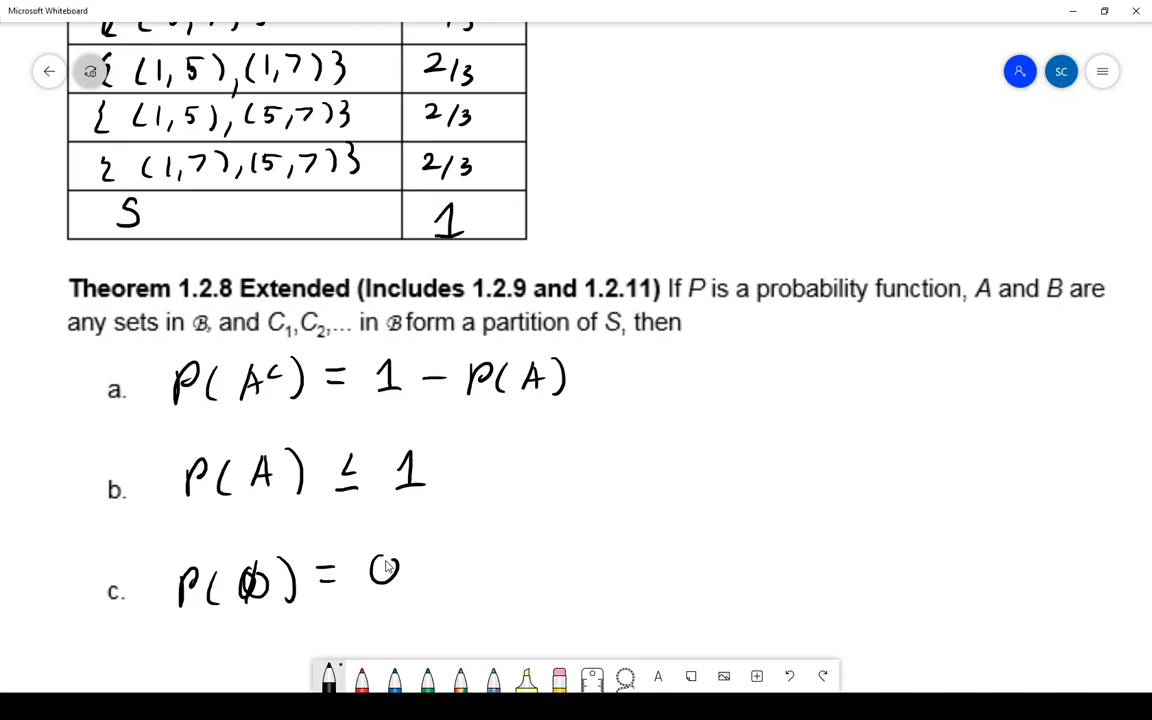 Microsoft Whiteboard
{ (1, 5), (1, 7) } 2/3
SC
{ (1, 5), (5, 7) } 2/3
{ (1, 7), (5, 7) } 2/3
S 1
Theorem 1.2.8 Extended (Includes 1.2.9 and 1.2.11) If P is a probability function, A and B are
any sets in ℬ, and C₁,C₂,... in ℬ form a partition of S, then
a. P(Aᶜ) = 1 - P(A)
b. P(A) ≤ 1
c. P(∅) = 0
A